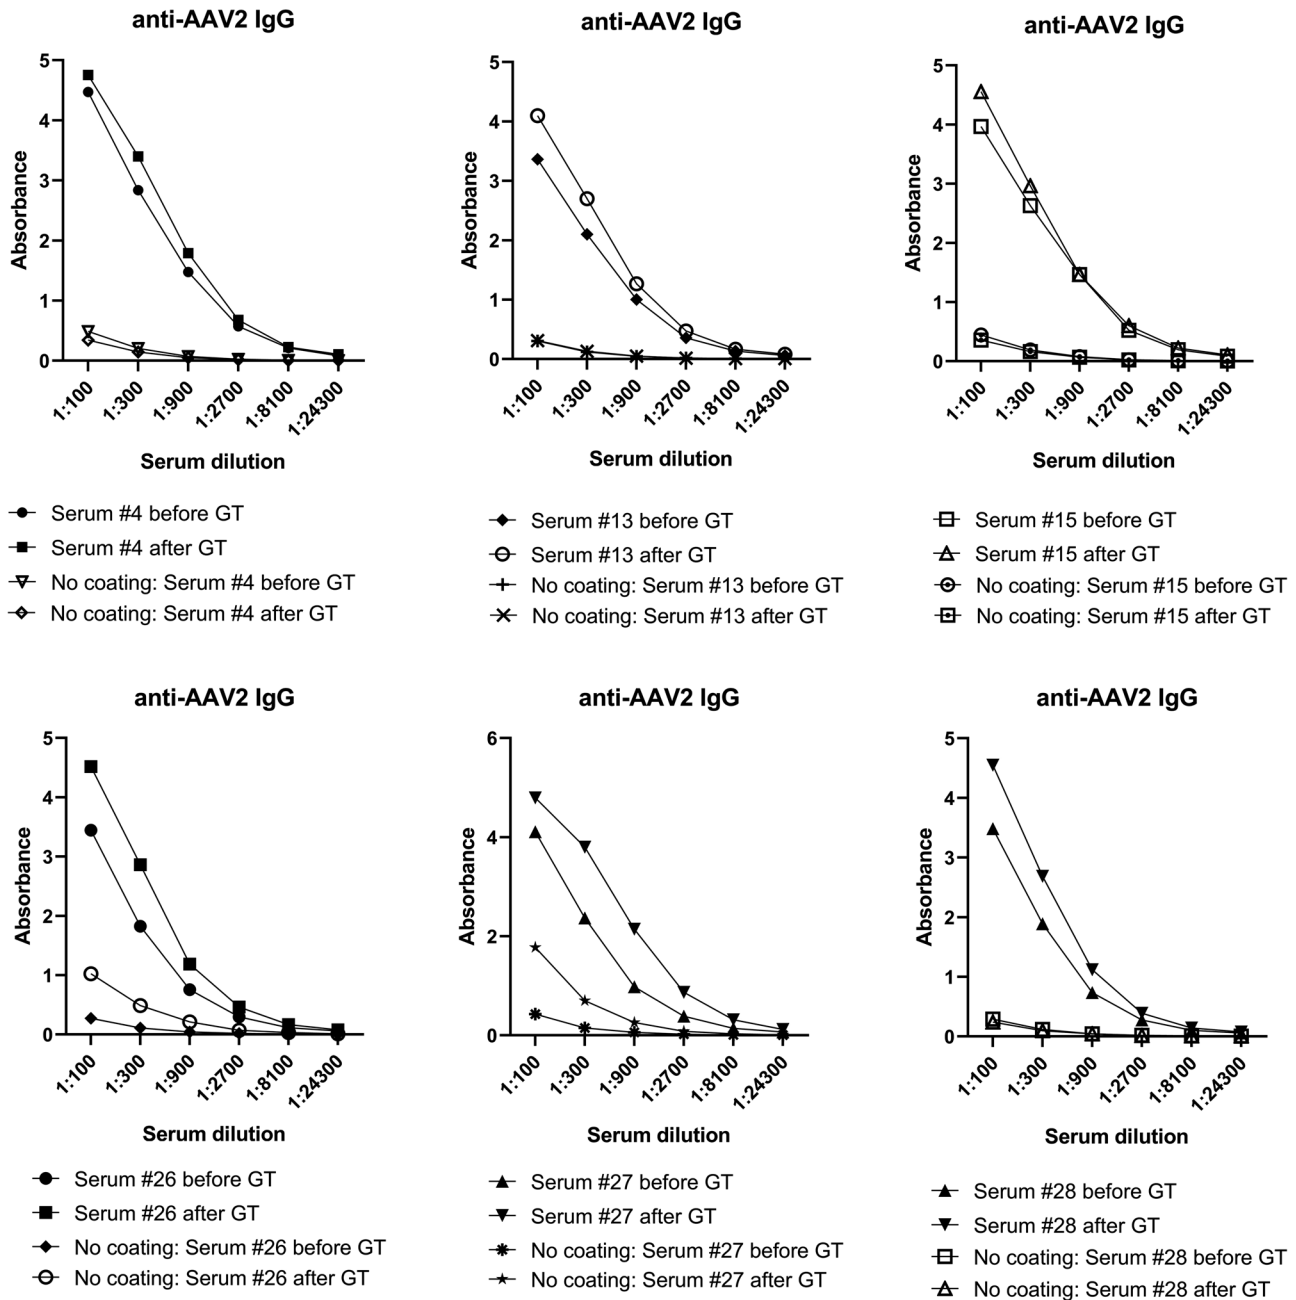 anti-AAV2 IgG
5
4
3
2
1
0
Absorbance
1:100
1:300
1:900
1:2700
1:8100
1:24300
Serum dilution
Serum #4 before GT
Serum #4 after GT
No coating: Serum #4 before GT
No coating: Serum #4 after GT
anti-AAV2 IgG
5
4
3
2
1
0
Absorbance
1:100
1:300
1:900
1:2700
1:8100
1:24300
Serum dilution
Serum #13 before GT
Serum #13 after GT
No coating: Serum #13 before GT
No coating: Serum #13 after GT
anti-AAV2 IgG
5
4
3
2
1
0
Absorbance
1:100
1:300
1:900
1:2700
1:8100
1:24300
Serum dilution
Serum #15 before GT
Serum #15 after GT
No coating: Serum #15 before GT
No coating: Serum #15 after GT
anti-AAV2 IgG
5
4
3
2
1
0
Absorbance
1:100
1:300
1:900
1:2700
1:8100
1:24300
Serum dilution
Serum #26 before GT
Serum #26 after GT
No coating: Serum #26 before GT
No coating: Serum #26 after GT
anti-AAV2 IgG
6
4
2
0
Absorbance
1:100
1:300
1:900
1:2700
1:8100
1:24300
Serum dilution
Serum #27 before GT
Serum #27 after GT
No coating: Serum #27 before GT
No coating: Serum #27 after GT
anti-AAV2 IgG
5
4
3
2
1
0
Absorbance
1:100
1:300
1:900
1:2700
1:8100
1:24300
Serum dilution
Serum #28 before GT
Serum #28 after GT
No coating: Serum #28 before GT
No coating: Serum #28 after GT